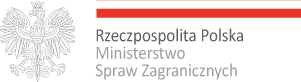 Rzeczpospolita Polska
Ministerstwo
Spraw Zagranicznych